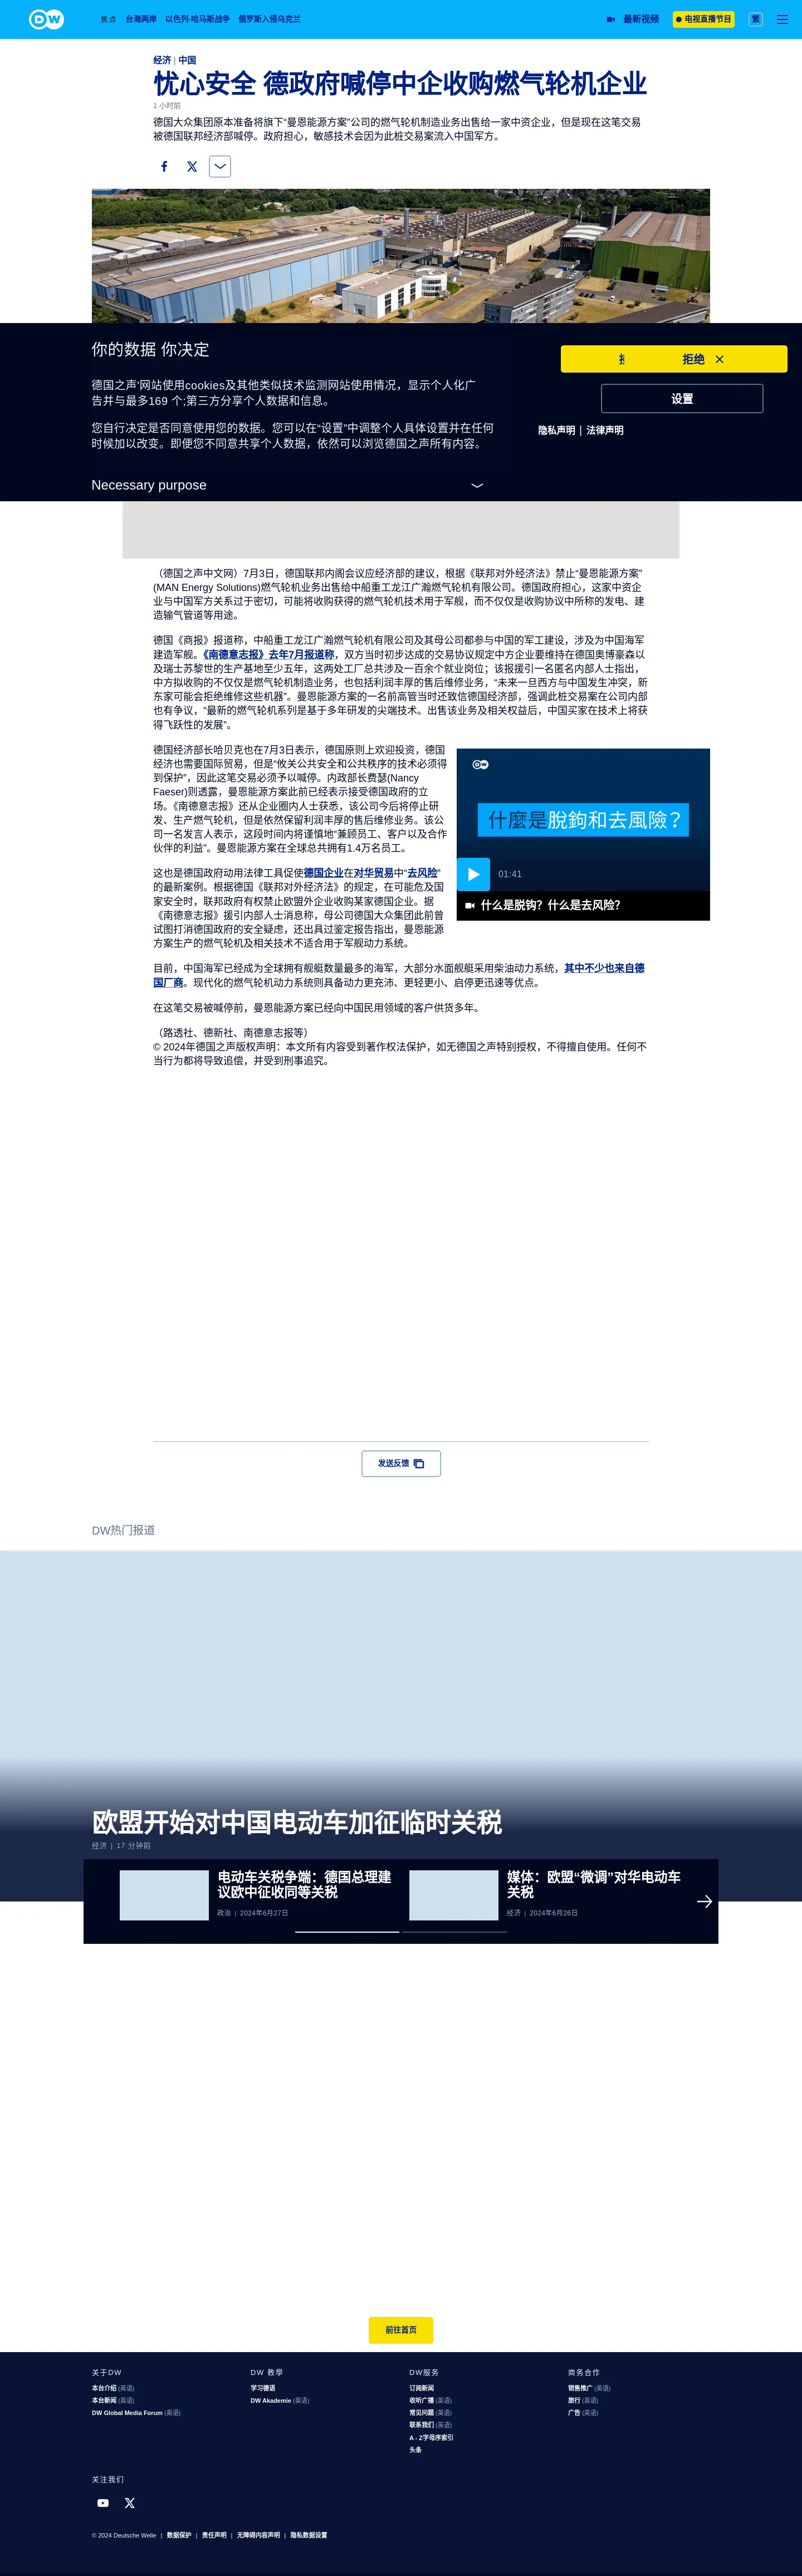 DW
焦点 台海两岸 以色列-哈马斯战争 俄罗斯入侵乌克兰 最新视频 电视直播节目 繁
经济 | 中国
忧心安全 德政府喊停中企收购燃气轮机企业
1 小时前
德国大众集团原本准备将旗下“曼恩能源方案”公司的燃气轮机制造业务出售给一家中资企业，但是现在这笔交易
被德国联邦经济部喊停。政府担心，敏感技术会因为此桩交易案流入中国军方。
你的数据 你决定
德国之声'网站使用cookies及其他类似技术监测网站使用情况，显示个人化广
告并与最多169 个;第三方分享个人数据和信息。
您自行决定是否同意使用您的数据。您可以在“设置”中调整个人具体设置并在任何
时候加以改变。即便您不同意共享个人数据，依然可以浏览德国之声所有内容。
Necessary purpose
拒绝
设置
隐私声明 | 法律声明
（德国之声中文网）7月3日，德国联邦内阁会议应经济部的建议，根据《联邦对外经济法》禁止“曼恩能源方案”
(MAN Energy Solutions)燃气轮机业务出售给中船重工龙江广瀚燃气轮机有限公司。德国政府担心，这家中资企
业与中国军方关系过于密切，可能将收购获得的燃气轮机技术用于军舰，而不仅仅是收购协议中所称的发电、建
造输气管道等用途。
德国《商报》报道称，中船重工龙江广瀚燃气轮机有限公司及其母公司都参与中国的军工建设，涉及为中国海军
建造军舰。《南德意志报》去年7月报道称，双方当时初步达成的交易协议规定中方企业要维持在德国奥博豪森以
及瑞士苏黎世的生产基地至少五年，这两处工厂总共涉及一百余个就业岗位；该报援引一名匿名内部人士指出，
中方拟收购的不仅仅是燃气轮机制造业务，也包括利润丰厚的售后维修业务，“未来一旦西方与中国发生冲突，新
东家可能会拒绝维修这些机器”。曼恩能源方案的一名前高管当时还致信德国经济部，强调此桩交易案在公司内部
也有争议，“最新的燃气轮机系列是基于多年研发的尖端技术。出售该业务及相关权益后，中国买家在技术上将获
得飞跃性的发展”。
德国经济部长哈贝克也在7月3日表示，德国原则上欢迎投资，德国
经济也需要国际贸易，但是“攸关公共安全和公共秩序的技术必须得
到保护”，因此这笔交易必须予以喊停。内政部长费瑟(Nancy
Faeser)则透露，曼恩能源方案此前已经表示接受德国政府的立
场。《南德意志报》还从企业圈内人士获悉，该公司今后将停止研
发、生产燃气轮机，但是依然保留利润丰厚的售后维修业务。该公
司一名发言人表示，这段时间内将谨慎地“兼顾员工、客户以及合作
伙伴的利益”。曼恩能源方案在全球总共拥有1.4万名员工。
DW
什麼是脫鉤和去風險？
01:41
什么是脱钩？什么是去风险？
这也是德国政府动用法律工具促使德国企业在对华贸易中“去风险”
的最新案例。根据德国《联邦对外经济法》的规定，在可能危及国
家安全时，联邦政府有权禁止欧盟外企业收购某家德国企业。据
《南德意志报》援引内部人士消息称，母公司德国大众集团此前曾
试图打消德国政府的安全疑虑，还出具过鉴定报告指出，曼恩能源
方案生产的燃气轮机及相关技术不适合用于军舰动力系统。
目前，中国海军已经成为全球拥有舰艇数量最多的海军，大部分水面舰艇采用柴油动力系统，其中不少也来自德
国厂商。现代化的燃气轮机动力系统则具备动力更充沛、更轻更小、启停更迅速等优点。
在这笔交易被喊停前，曼恩能源方案已经向中国民用领域的客户供货多年。
（路透社、德新社、南德意志报等）
© 2024年德国之声版权声明：本文所有内容受到著作权法保护，如无德国之声特别授权，不得擅自使用。任何不
当行为都将导致追偿，并受到刑事追究。
发送反馈
DW热门报道
欧盟开始对中国电动车加征临时关税
经济 | 17 分钟前
电动车关税争端：德国总理建
议欧中征收同等关税
政治 | 2024年6月27日
媒体：欧盟“微调”对华电动车
关税
经济 | 2024年6月26日
前往首页
关于DW
本台介绍 (英语)
本台新闻 (英语)
DW Global Media Forum (英语)
DW 教學
学习德语
DW Akademie (英语)
DW服务
订阅新闻
收听广播 (英语)
常见问题 (英语)
联系我们 (英语)
A - Z字母序索引
头条
商务合作
销售推广 (英语)
旅行 (英语)
广告 (英语)
关注我们
© 2024 Deutsche Welle | 数据保护 | 责任声明 | 无障碍内容声明 | 隐私数据设置